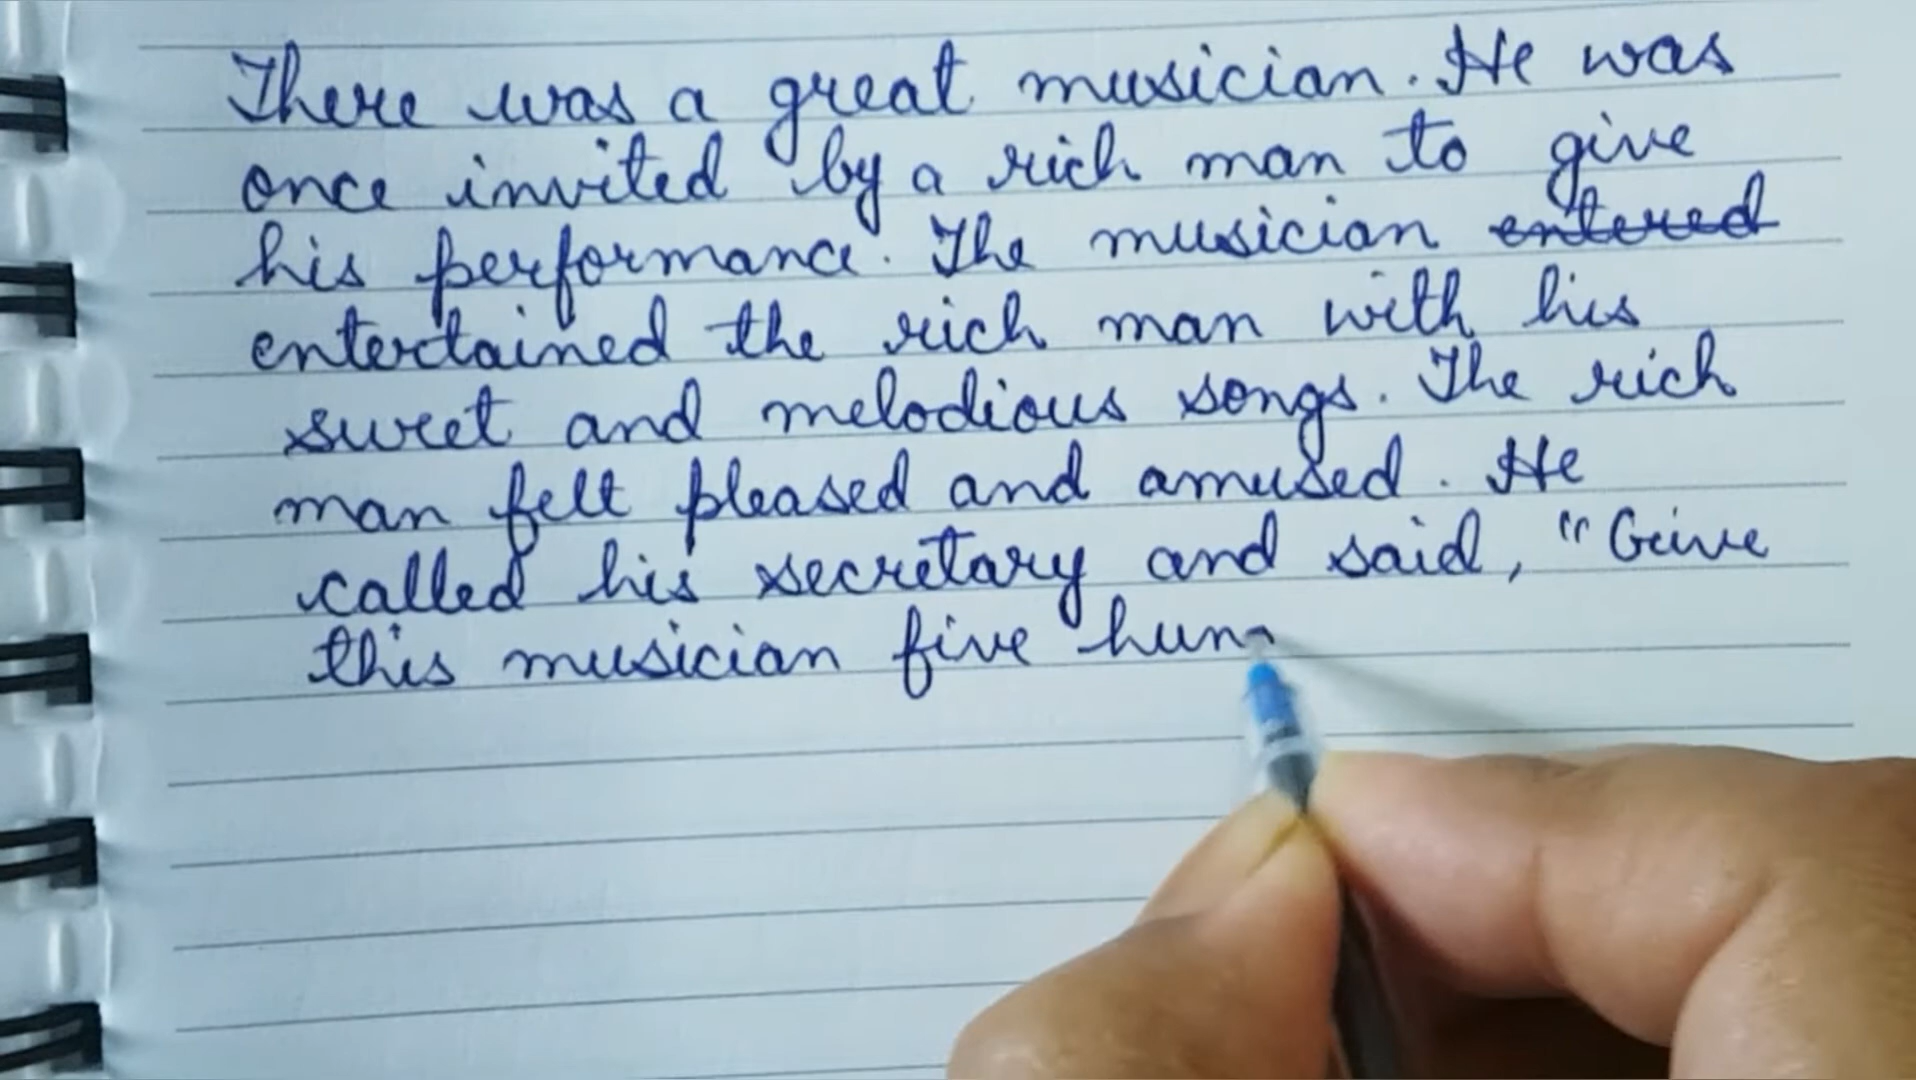 There was a great musician. He was
once invited by a rich man to give
his performance. The musician entered
entertained the rich man with his
sweet and melodious songs. The rich
man felt pleased and amused. He
called his secretary and said, "Give
this musician five hun